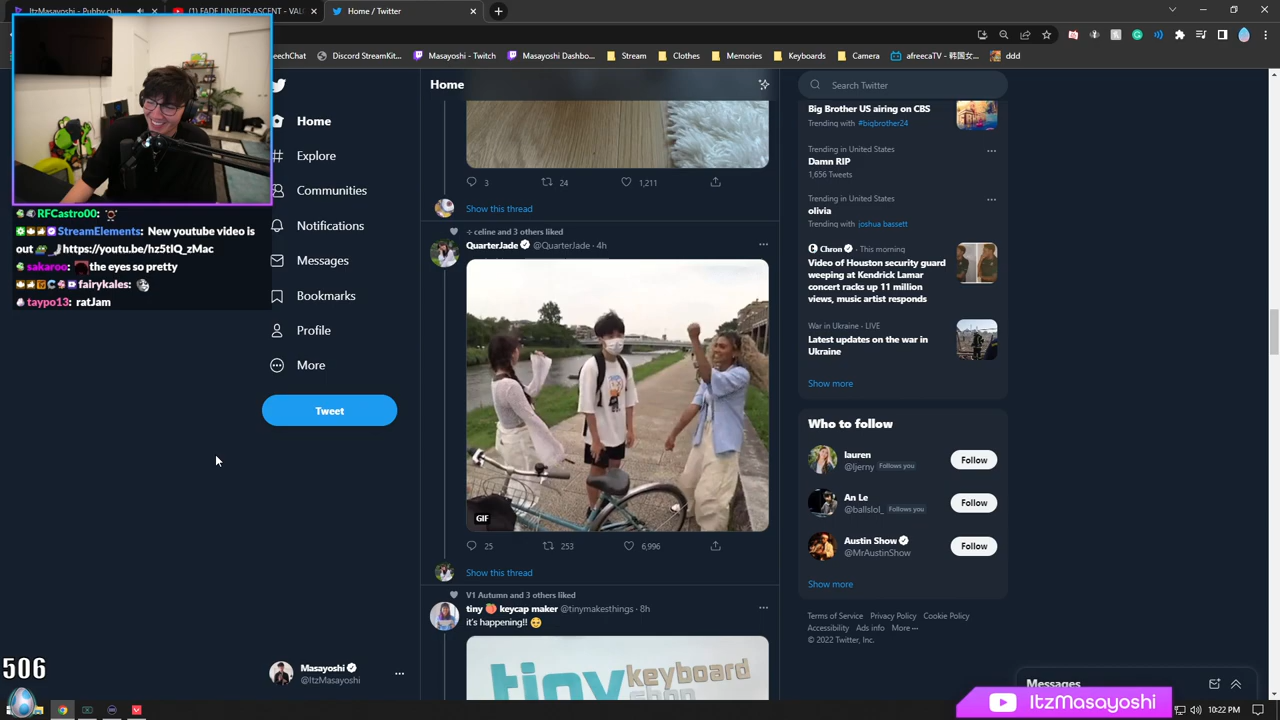 ItzMasayoshi - Pubby.club
(1) FADE LINEUPS ASCENT - VAL
Home / Twitter
eechChat
Discord StreamKit...
Masayoshi - Twitch
Masayoshi Dashbo...
Stream
Clothes
Memories
Keyboards
Camera
afreecaTV - 韩国女...
ddd
RFCastro00:
StreamElements: New youtube video is
out https://youtu.be/hz5tIQ_zMac
sakaroo: the eyes so pretty
fairykales:
taypo13: ratJam
Home
Explore
Communities
Notifications
Messages
Bookmarks
Profile
More
Tweet
Masayoshi
@ItzMasayoshi
506
Home
3 24 1,211
Show this thread
÷ celine and 3 others liked
QuarterJade @QuarterJade · 4h
GIF
25 253 6,996
Show this thread
V1 Autumn and 3 others liked
tiny 🍑 keycap maker @tinymakesthings · 8h
it's happening!! 
tiny keyboard
shop
Search Twitter
Big Brother US airing on CBS
Trending with #bigbrother24
Trending in United States
Damn RIP
1,656 Tweets
Trending in United States
olivia
Trending with joshua bassett
Chron · This morning
Video of Houston security guard
weeping at Kendrick Lamar
concert racks up 11 million
views, music artist responds
War in Ukraine · LIVE
Latest updates on the war in
Ukraine
Show more
Who to follow
lauren
@ljerny Follows you
Follow
An Le
@ballslol_ Follows you
Follow
Austin Show
@MrAustinShow
Follow
Show more
Terms of Service Privacy Policy Cookie Policy
Accessibility Ads info More ···
© 2022 Twitter, Inc.
Messages
ItzMasayoshi
10:22 PM